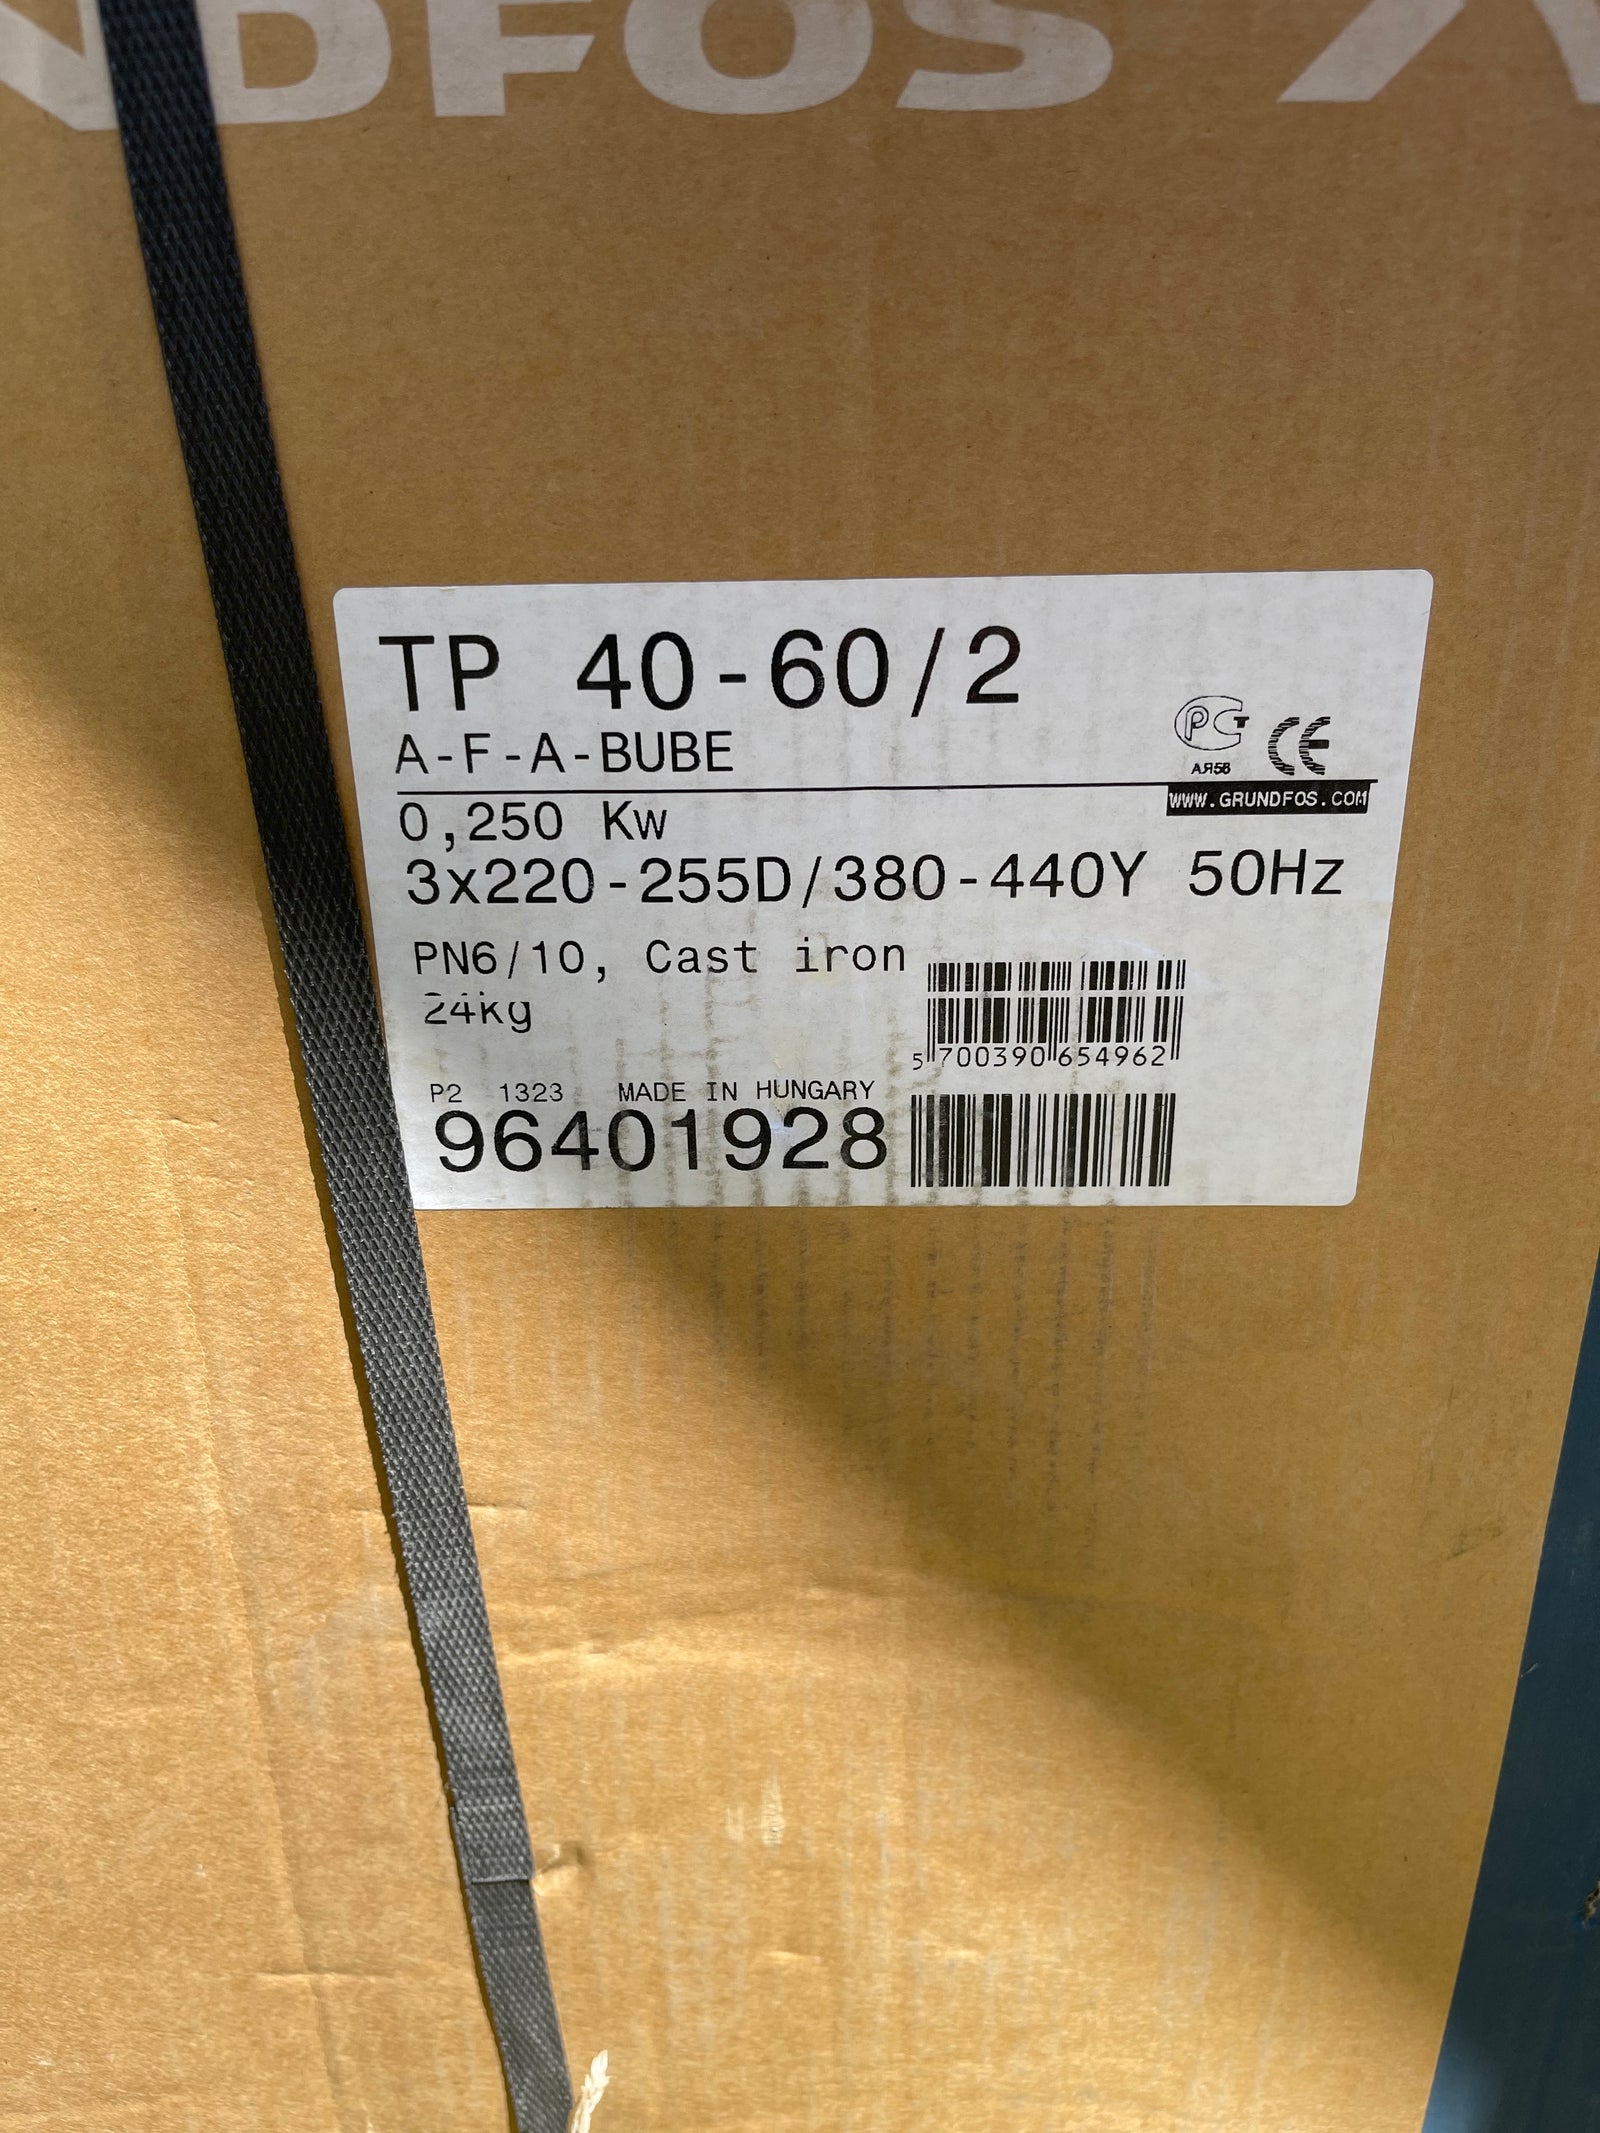 NDFOS
TP 40-60/2
A-F-A-BUBE
АЯ56
CE
WWW.GRUNDFOS.COM
0,250 Kw
3x220-255D/380-440Y 50Hz
PN6/10, Cast iron
24kg
5 700390 654962
P2 1323 MADE IN HUNGARY
96401928